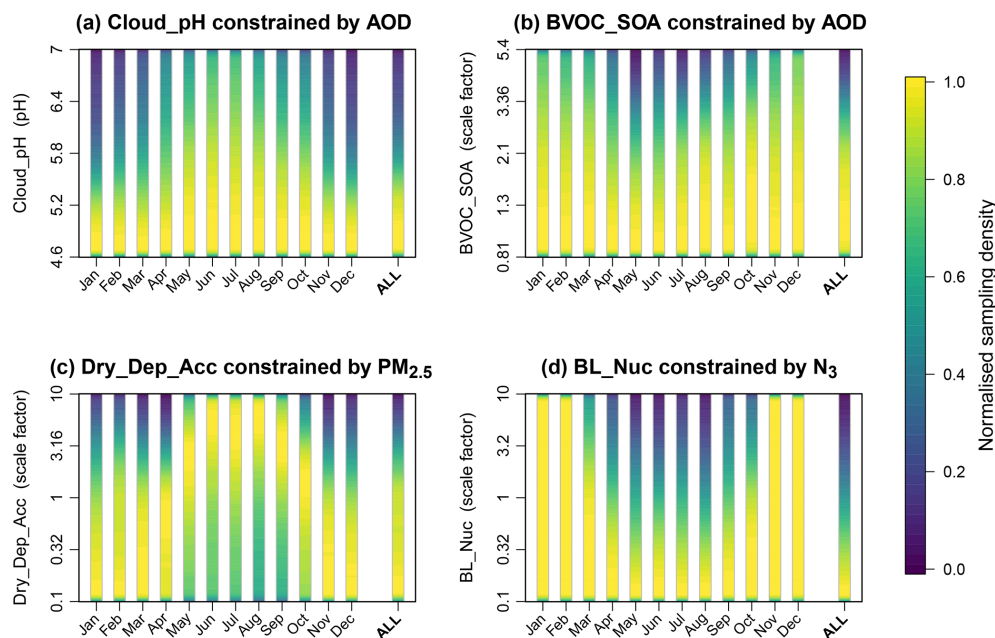 (a) Cloud_pH constrained by AOD
Cloud_pH (pH)
7
6.4
5.8
5.2
4.6
Jan Feb Mar Apr May Jun Jul Aug Sep Oct Nov Dec ALL
(b) BVOC_SOA constrained by AOD
BVOC_SOA (scale factor)
5.4
3.36
2.1
1.3
0.81
Jan Feb Mar Apr May Jun Jul Aug Sep Oct Nov Dec ALL
(c) Dry_Dep_Acc constrained by PM2.5
Dry_Dep_Acc (scale factor)
10
3.16
1
0.32
0.1
Jan Feb Mar Apr May Jun Jul Aug Sep Oct Nov Dec ALL
(d) BL_Nuc constrained by N3
BL_Nuc (scale factor)
10
3.2
1
0.32
0.1
Jan Feb Mar Apr May Jun Jul Aug Sep Oct Nov Dec ALL
1.0
0.8
0.6
0.4
0.2
0.0
Normalised sampling density